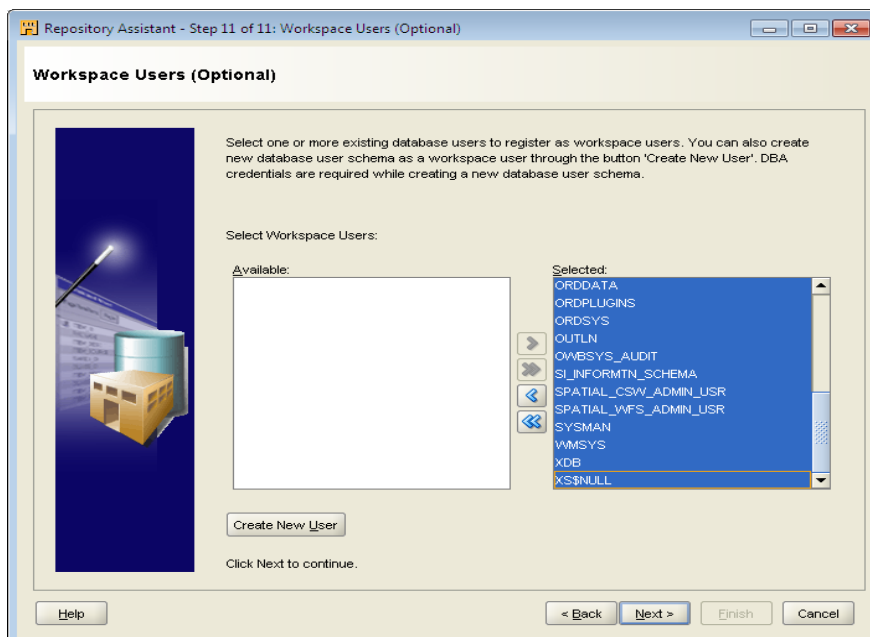 Repository Assistant - Step 11 of 11: Workspace Users (Optional)
Workspace Users (Optional)
Select one or more existing database users to register as workspace users. You can also create
new database user schema as a workspace user through the button 'Create New User'. DBA
credentials are required while creating a new database user schema.
Select Workspace Users:
Available:
Selected:
ORDDATA
ORDPLUGINS
ORDSYS
OUTLN
OWBSYS_AUDIT
SI_INFORMTN_SCHEMA
SPATIAL_CSW_ADMIN_USR
SPATIAL_WFS_ADMIN_USR
SYSMAN
WMSYS
XDB
XS$NULL
Create New User
Click Next to continue.
Help
< Back
Next >
Finish
Cancel